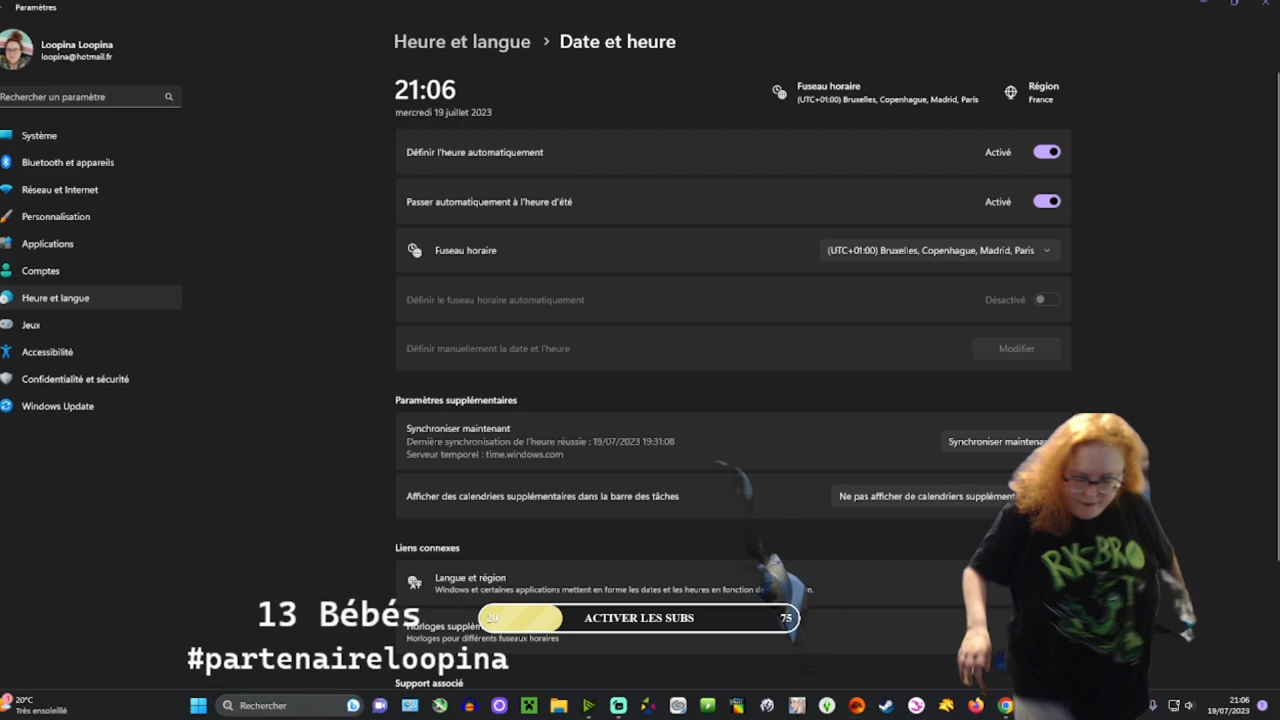 Paramètres
Loopina Loopina
loopina@hotmail.fr
Rechercher un paramètre
Système
Bluetooth et appareils
Réseau et Internet
Personnalisation
Applications
Comptes
Heure et langue
Jeux
Accessibilité
Confidentialité et sécurité
Windows Update
Heure et langue › Date et heure
21:06
mercredi 19 juillet 2023
Fuseau horaire
(UTC+01:00) Bruxelles, Copenhague, Madrid, Paris
Région
France
Définir l'heure automatiquement Activé
Passer automatiquement à l'heure d'été Activé
Fuseau horaire (UTC+01:00) Bruxelles, Copenhague, Madrid, Paris
Définir le fuseau horaire automatiquement Désactivé
Définir manuellement la date et l'heure Modifier
Paramètres supplémentaires
Synchroniser maintenant
Dernière synchronisation de l'heure réussie : 19/07/2023 19:31:08
Serveur temporel : time.windows.com
Synchroniser maintenan
Afficher des calendriers supplémentaires dans la barre des tâches Ne pas afficher de calendriers supplément
Liens connexes
Langue et région
Windows et certaines applications mettent en forme les dates et les heures en fonction de
Horloges supplém
Horloges pour différents fuseaux horaires
Support associé
13 Bébés
#partenaireloopina
20 ACTIVER LES SUBS 75
RK-BRO
20°C
Très ensoleillé
Rechercher
21:06
19/07/2023